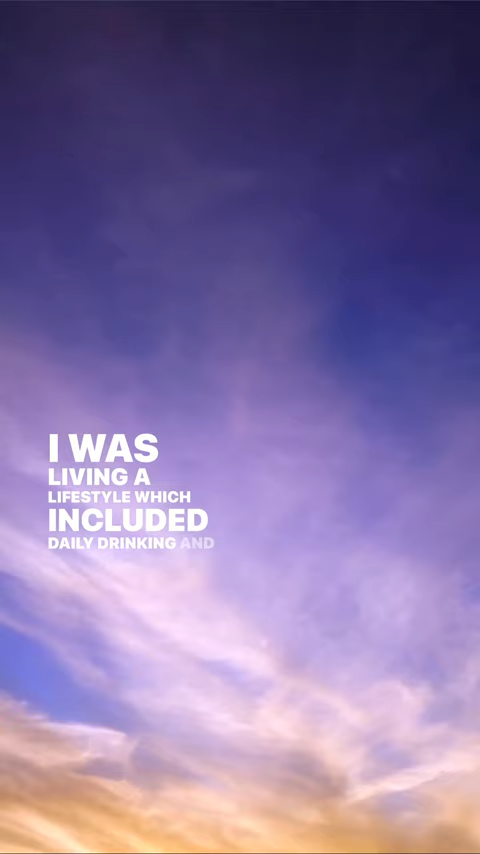 I WAS
LIVING A
LIFESTYLE WHICH
INCLUDED
DAILY DRINKING AND